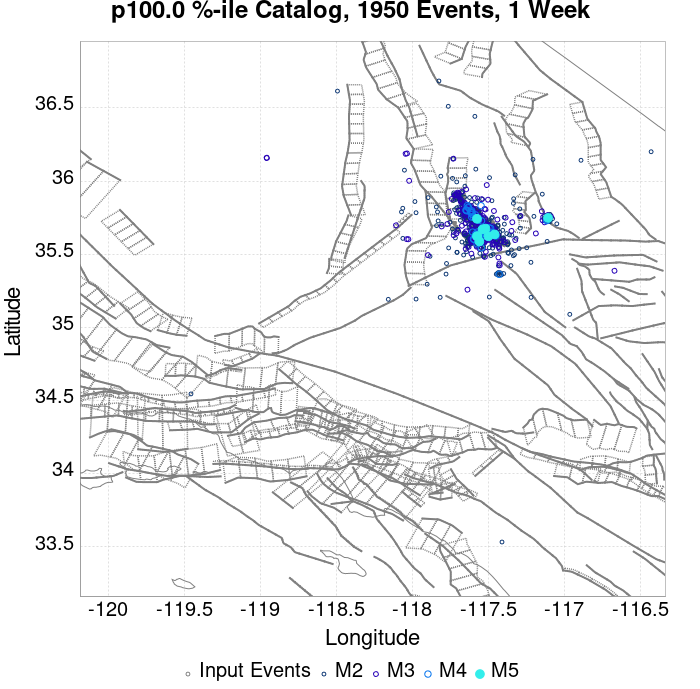 p100.0 %-ile Catalog, 1950 Events, 1 Week
36.5
36
35.5
35
34.5
34
33.5
Latitude
-120 -119.5 -119 -118.5 -118 -117.5 -117 -116.5
Longitude
Input Events M2 M3 M4 M5